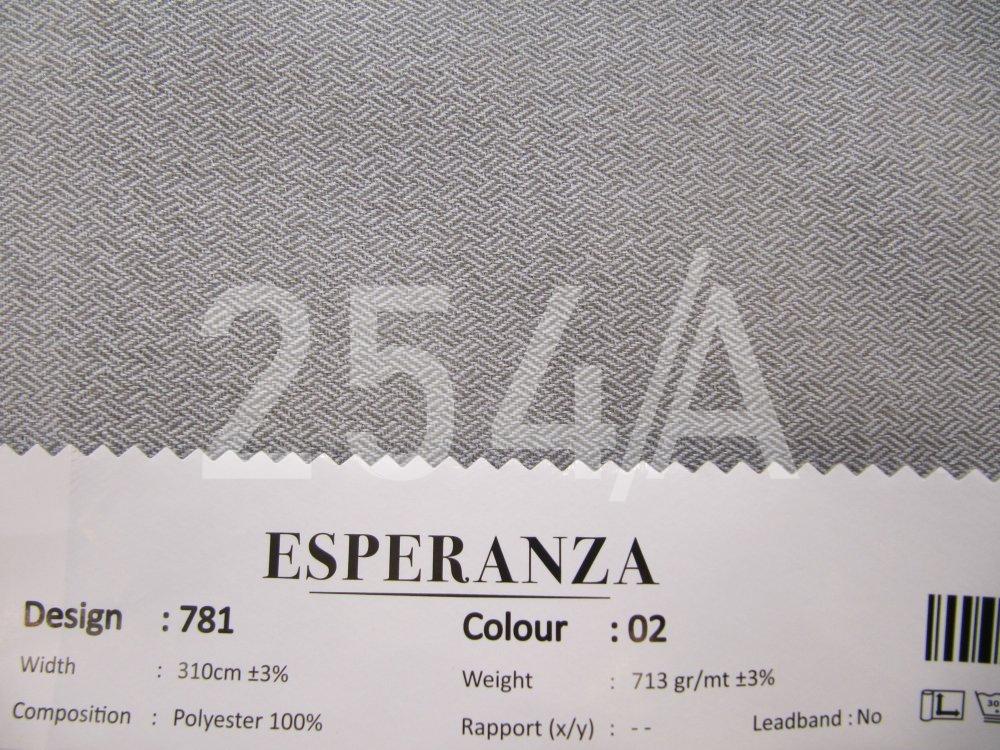 254/A
ESPERANZA
Design : 781 Colour : 02
Width : 310cm ±3% Weight : 713 gr/mt ±3%
Composition : Polyester 100% Rapport (x/y) : - - Leadband : No
30